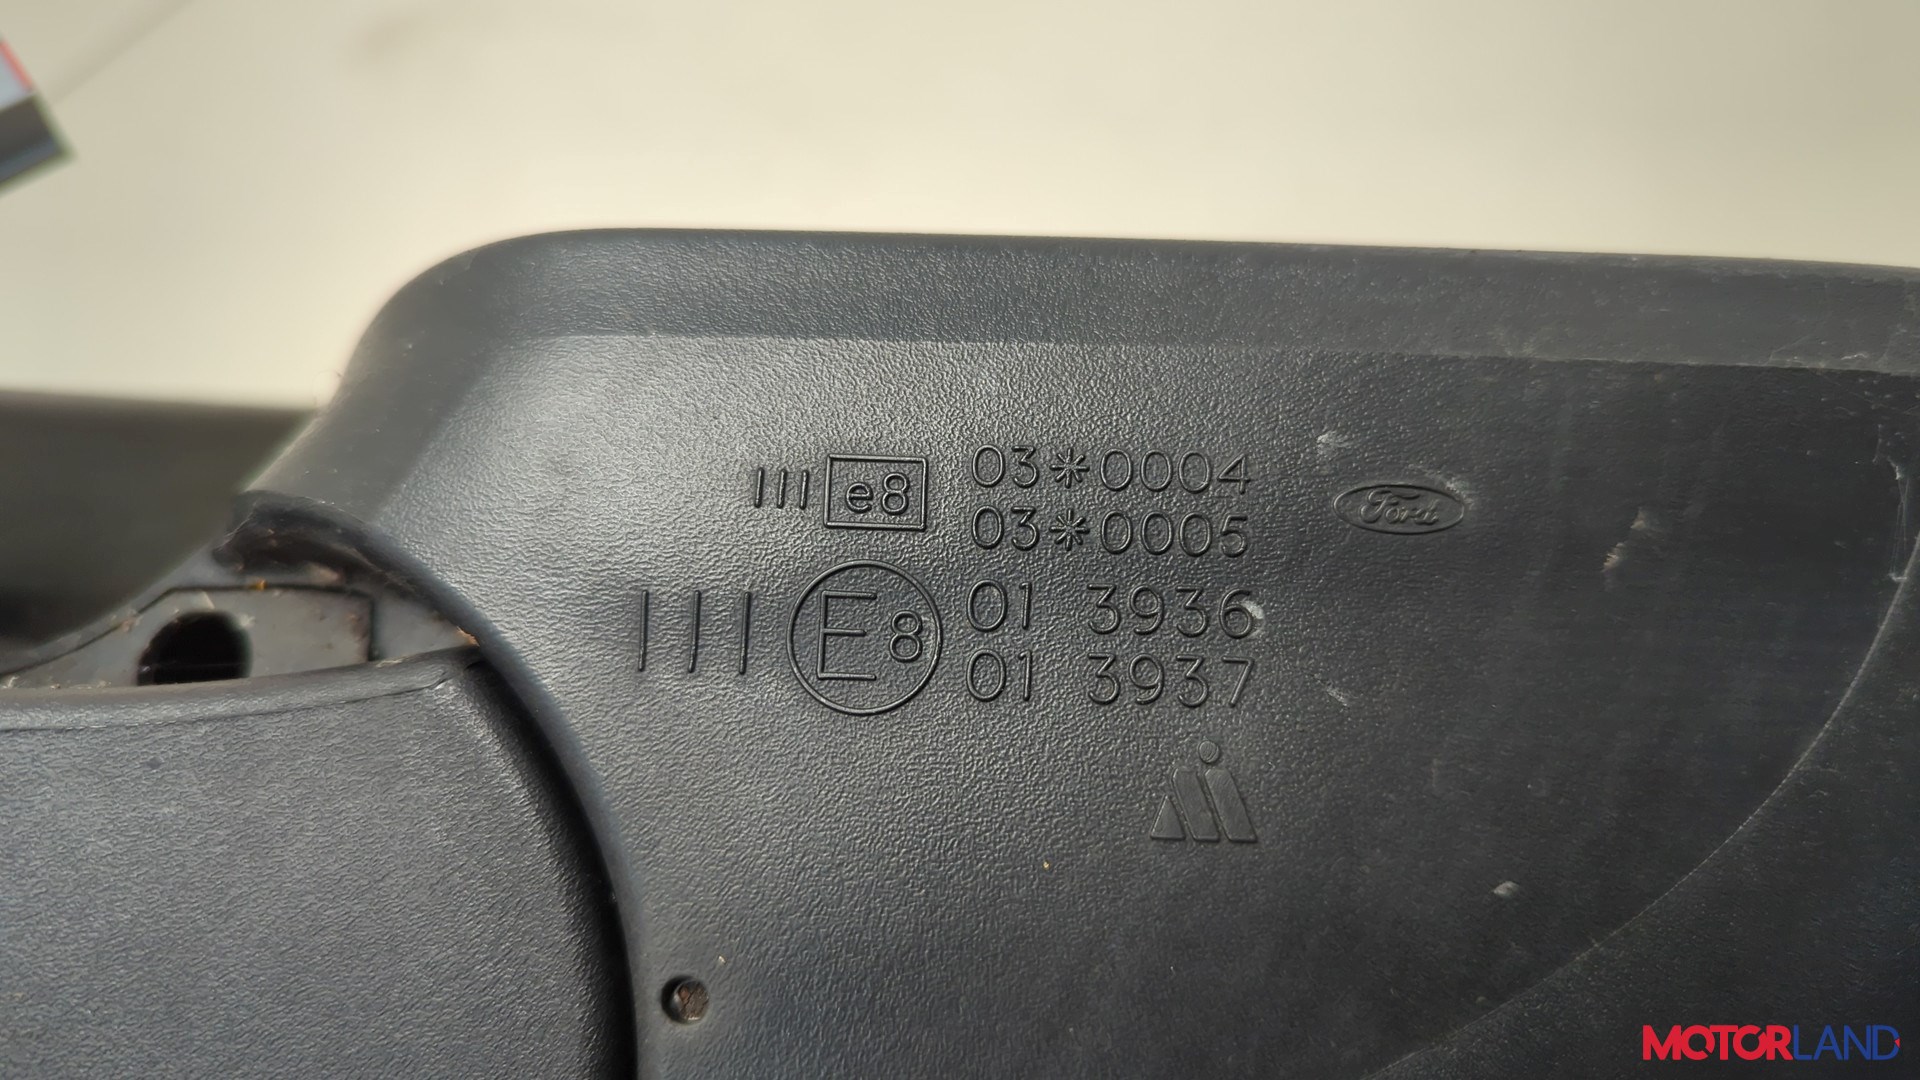 III e8 03*0004
03*0005
Ford
III E8 01 3936
01 3937
MOTORLAND